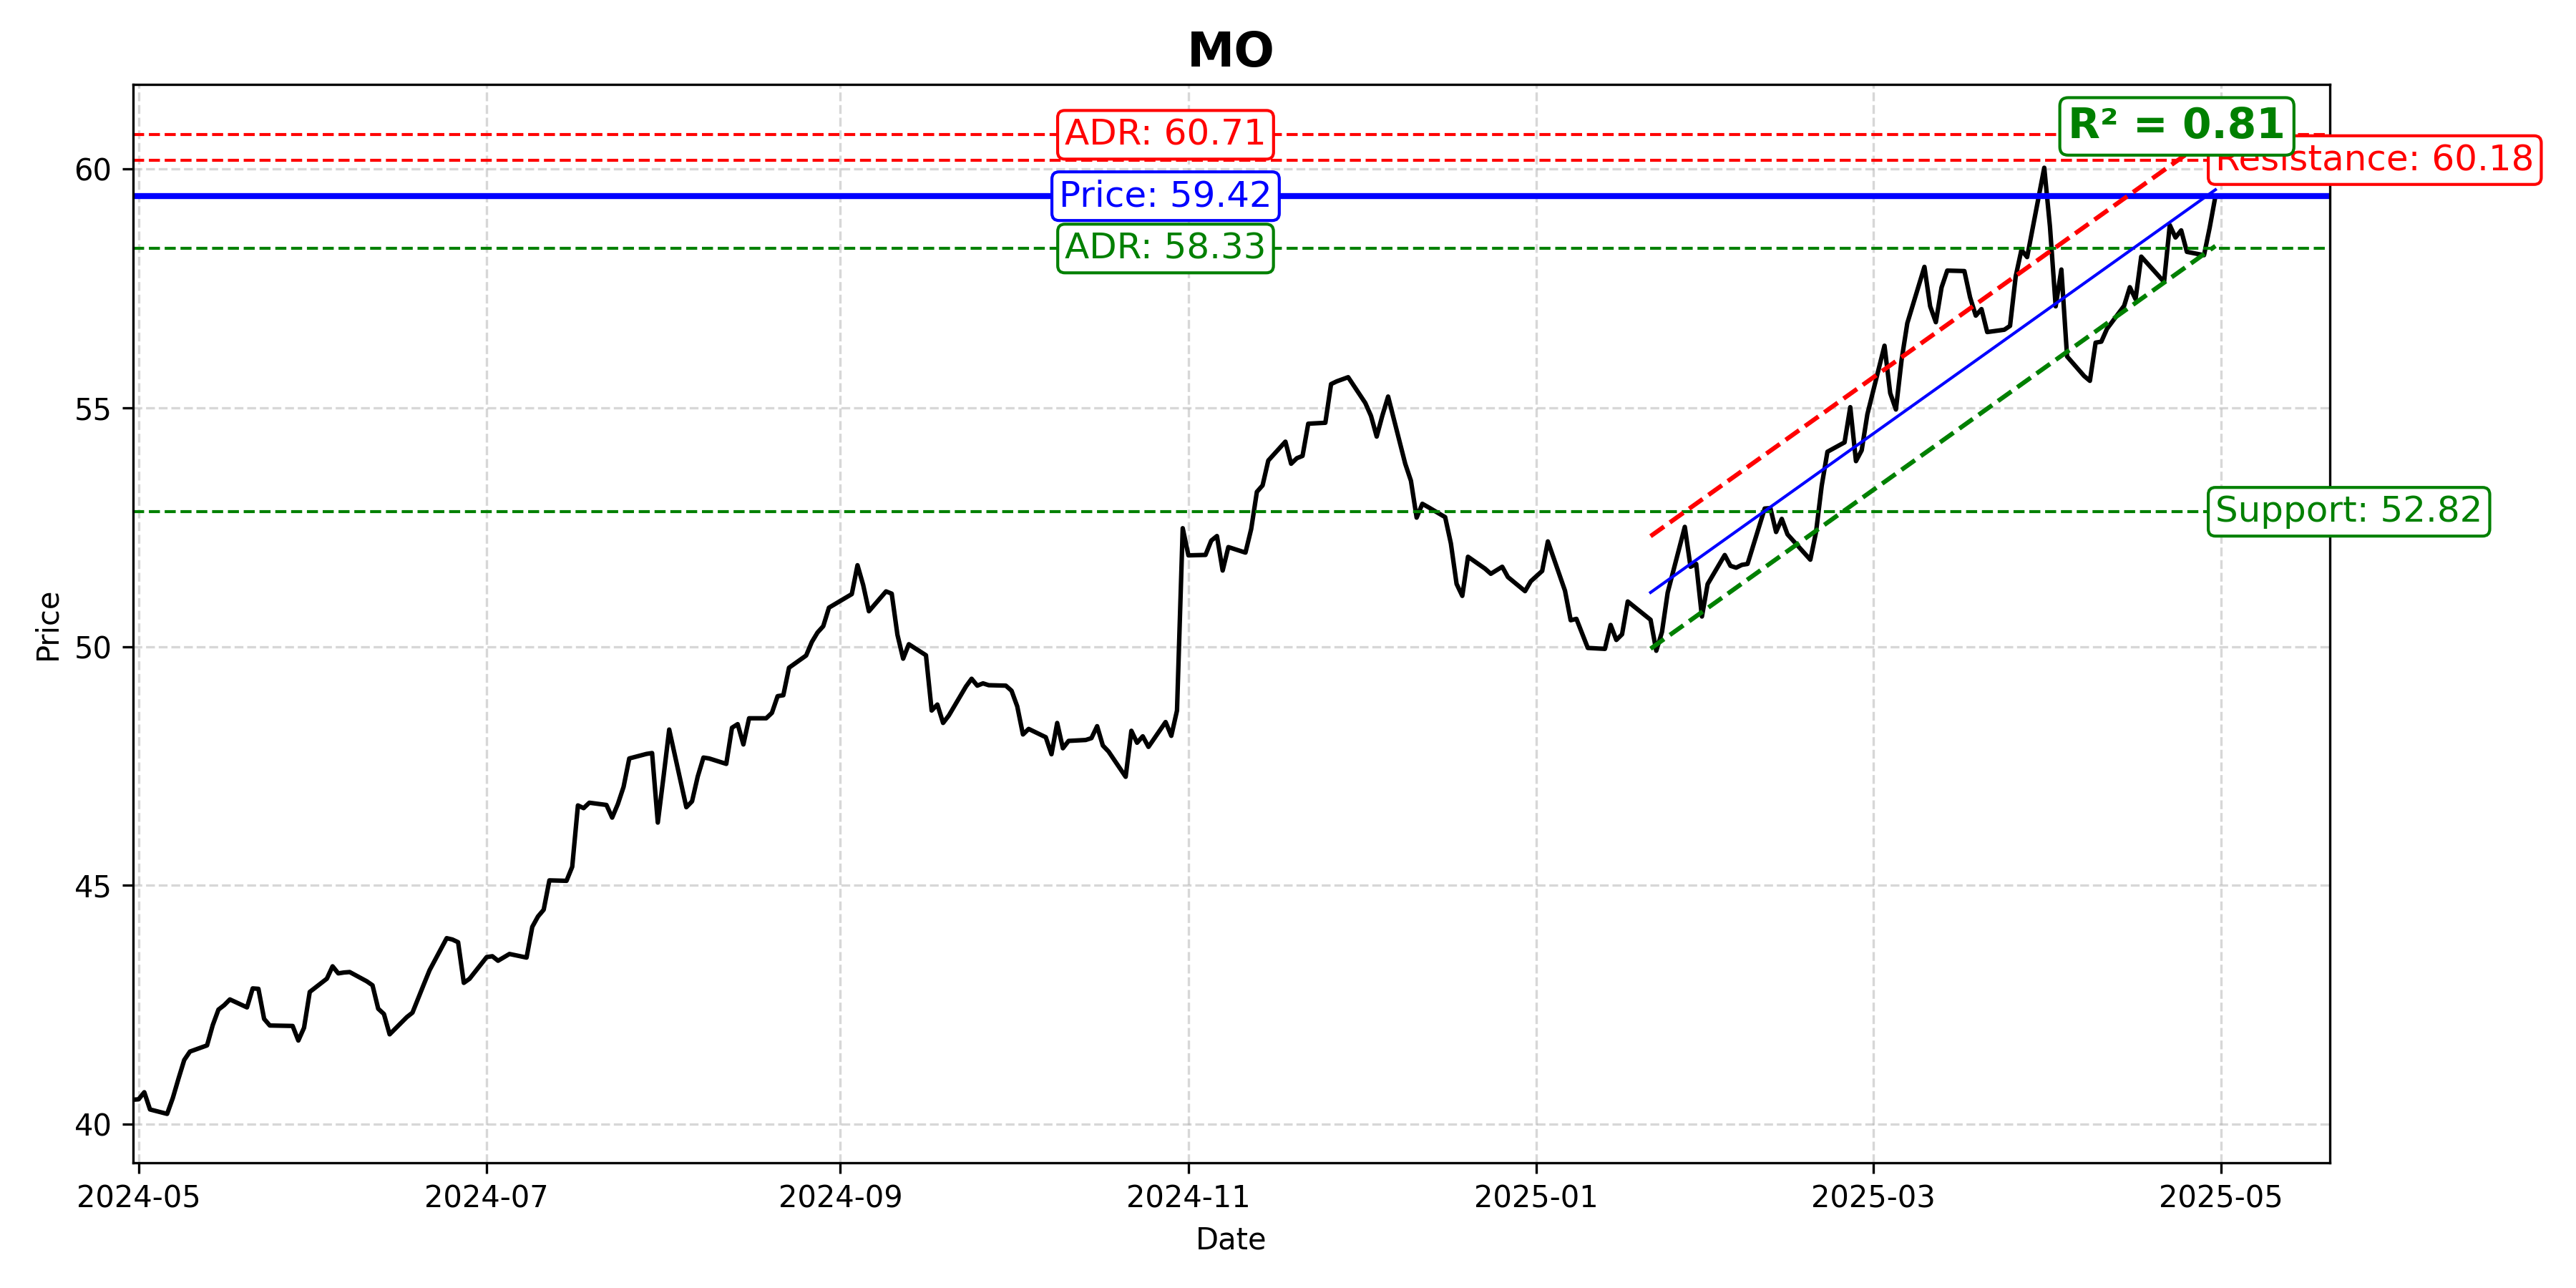 MO
ADR: 60.71
R² = 0.81
Resistance: 60.18
Price: 59.42
ADR: 58.33
Support: 52.82
Price
60
55
50
45
40
2024-05
2024-07
2024-09
2024-11
2025-01
2025-03
2025-05
Date